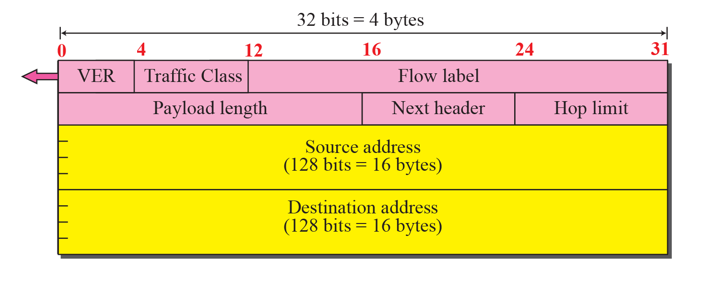 32 bits = 4 bytes
0 4 12 16 24 31
VER Traffic Class Flow label
Payload length Next header Hop limit
Source address
(128 bits = 16 bytes)
Destination address
(128 bits = 16 bytes)